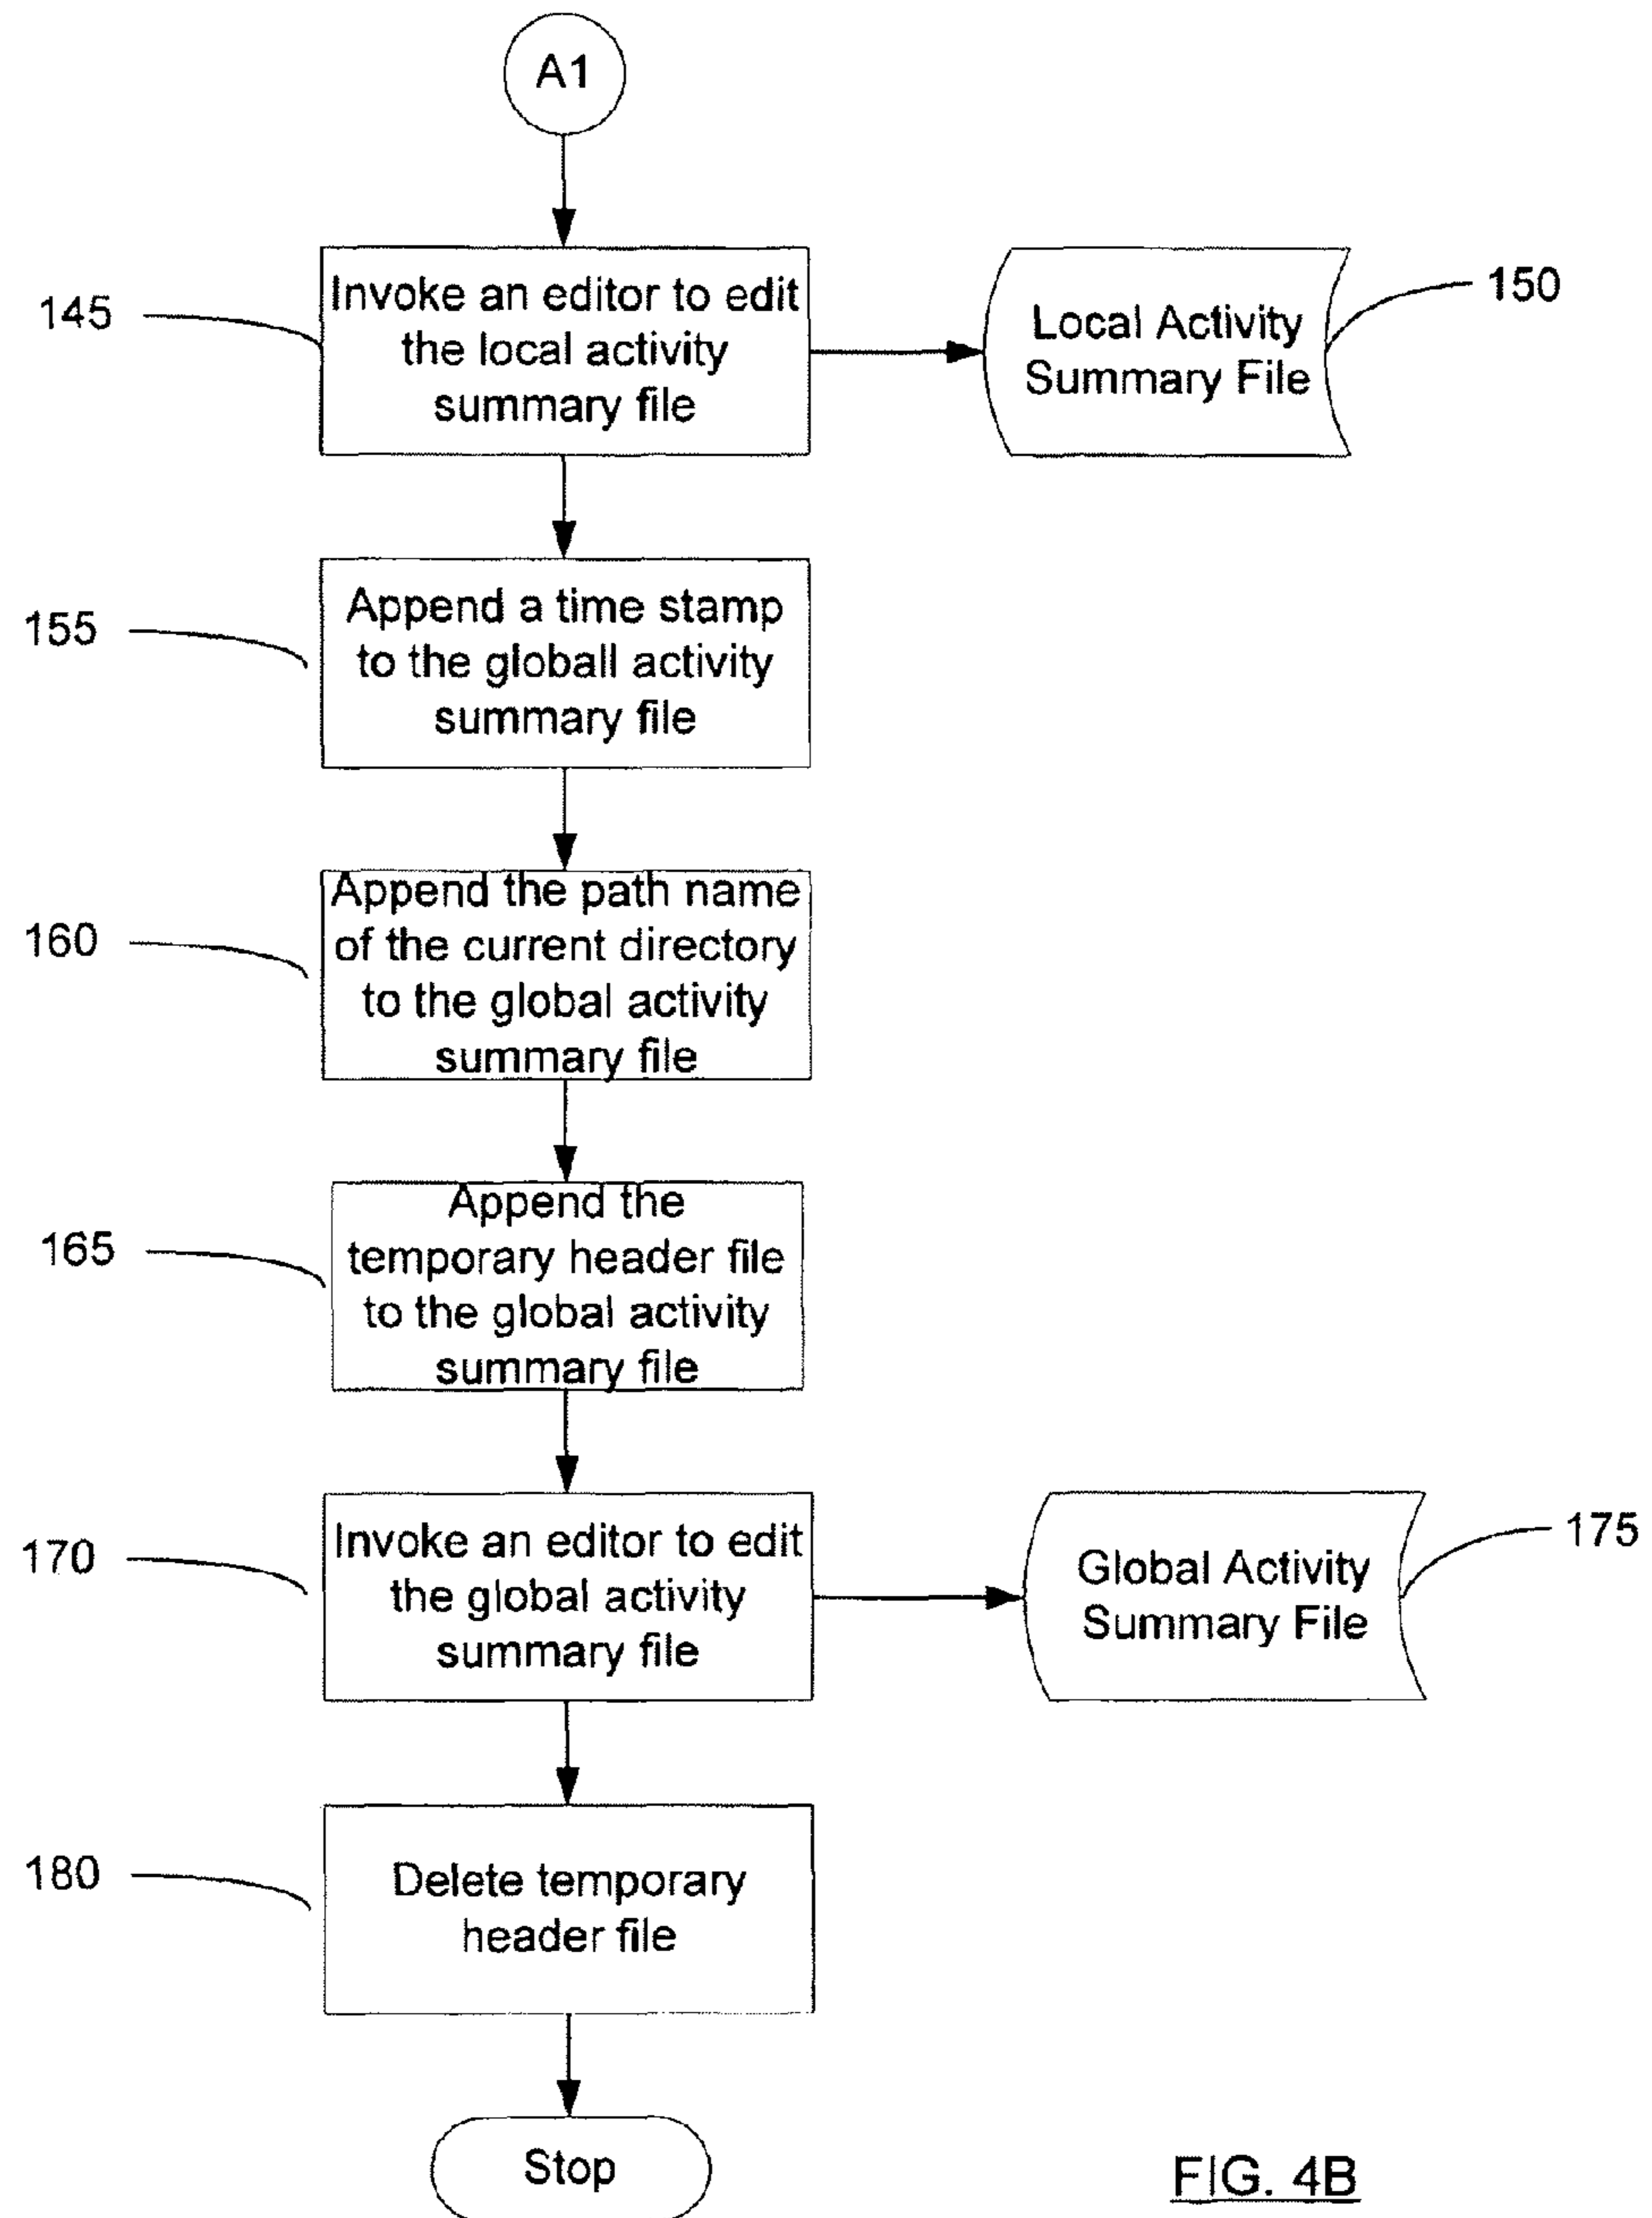 A1
145
Invoke an editor to edit
the local activity
summary file
Local Activity
Summary File
150
155
Append a time stamp
to the globall activity
summary file
160
Append the path name
of the current directory
to the global activity
summary file
165
Append the
temporary header file
to the global activity
summary file
170
Invoke an editor to edit
the global activity
summary file
Global Activity
Summary File
175
180
Delete temporary
header file
Stop
FIG. 4B